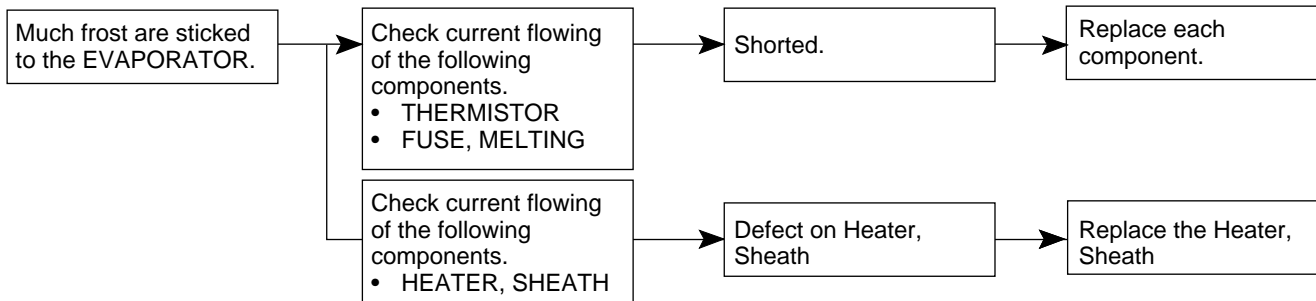 Much frost are sticked
to the EVAPORATOR.
Check current flowing
of the following
components.
• THERMISTOR
• FUSE, MELTING
Shorted.
Replace each
component.
Check current flowing
of the following
components.
• HEATER, SHEATH
Defect on Heater,
Sheath
Replace the Heater,
Sheath